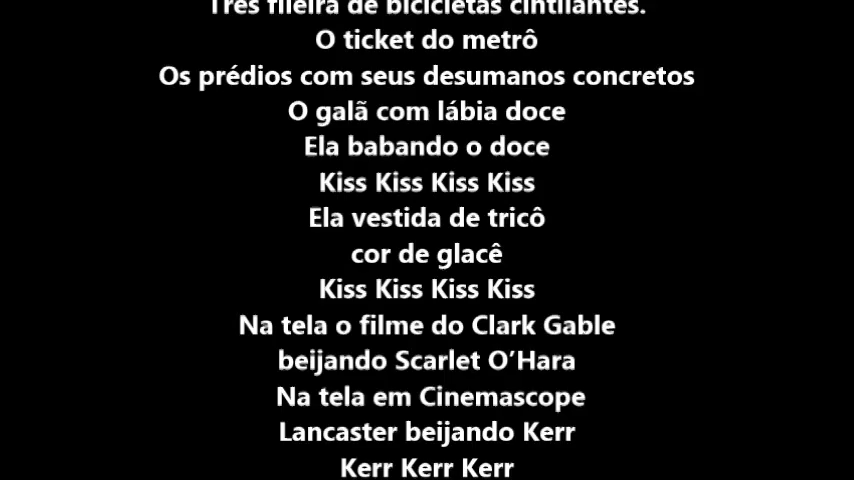 Três fileira de bicicletas cintilantes.
O ticket do metrô
Os prédios com seus desumanos concretos
O galã com lábia doce
Ela babando o doce
Kiss Kiss Kiss Kiss
Ela vestida de tricô
cor de glacê
Kiss Kiss Kiss Kiss
Na tela o filme do Clark Gable
beijando Scarlet O’Hara
Na tela em Cinemascope
Lancaster beijando Kerr
Kerr Kerr Kerr